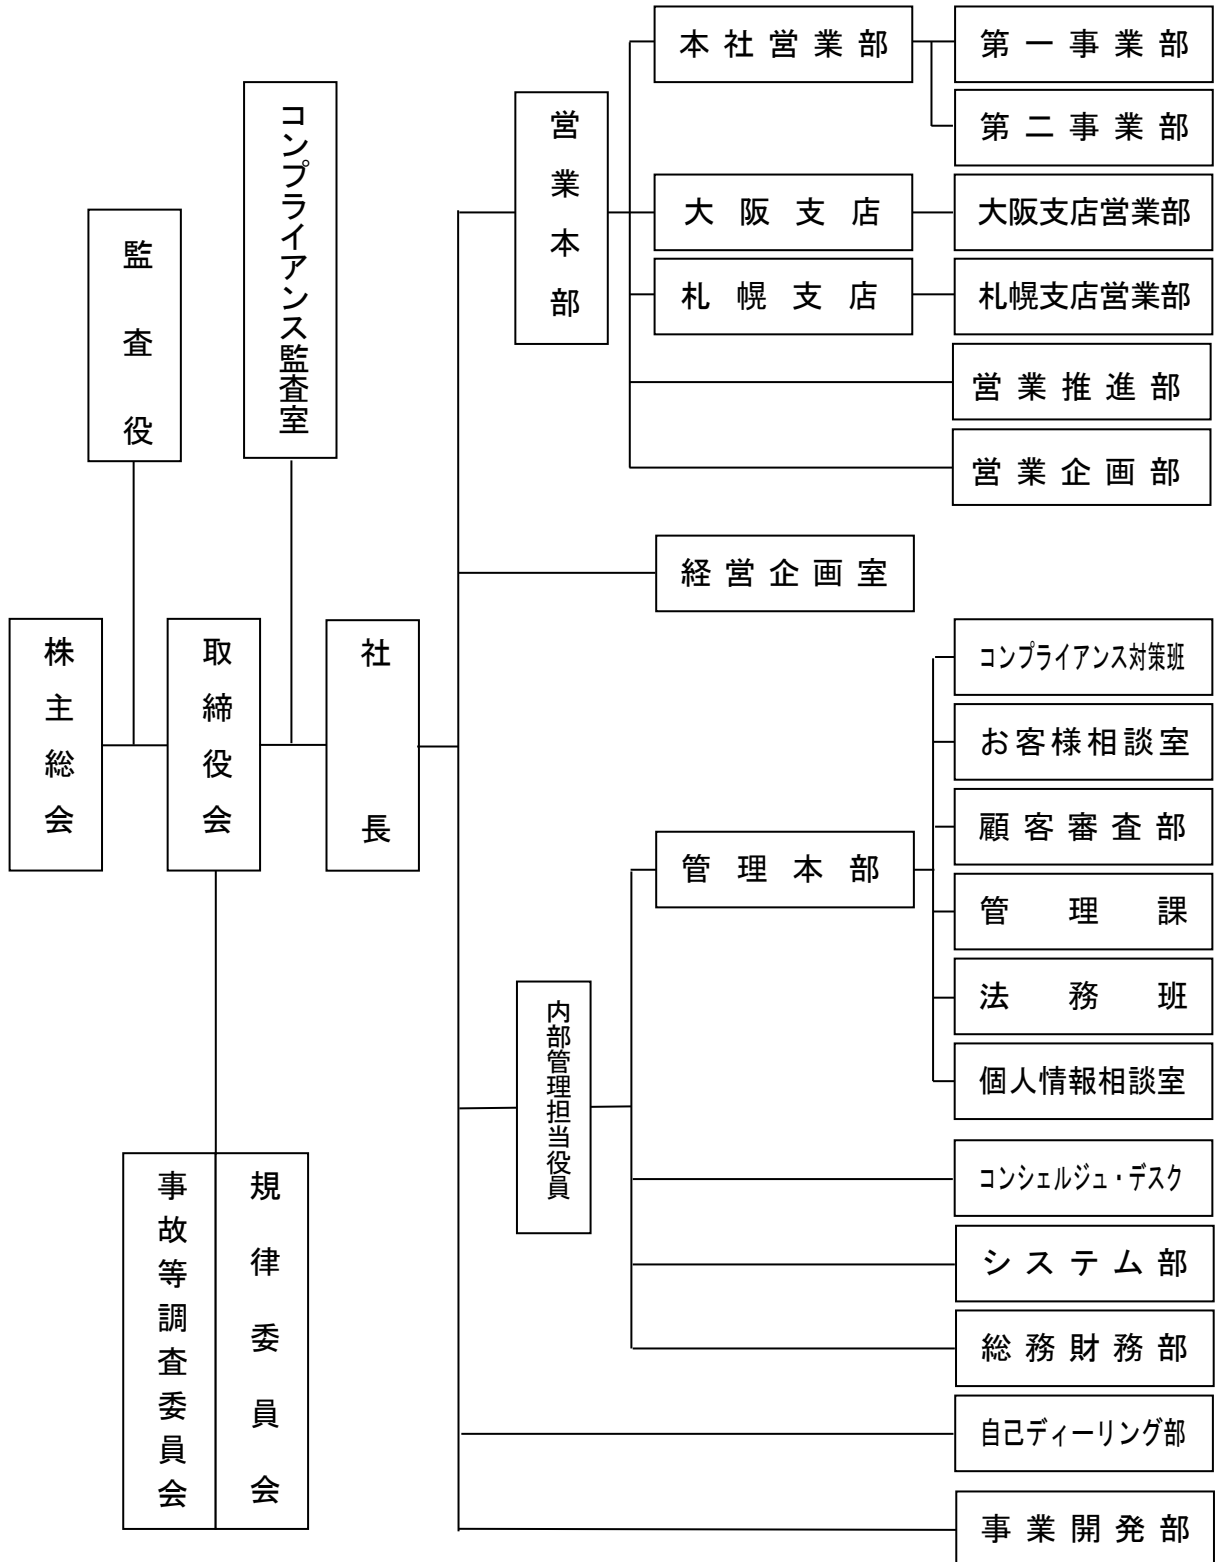 株主総会
監査役
取締役会
コンプライアンス監査室
社長
事故等調査委員会
規律委員会
営業本部
本社営業部
第一事業部
第二事業部
大阪支店
大阪支店営業部
札幌支店
札幌支店営業部
営業推進部
営業企画部
経営企画室
内部管理担当役員
管理本部
コンプライアンス対策班
お客様相談室
顧客審査部
管理課
法務班
個人情報相談室
コンシェルジュ・デスク
システム部
総務財務部
自己ディーリング部
事業開発部